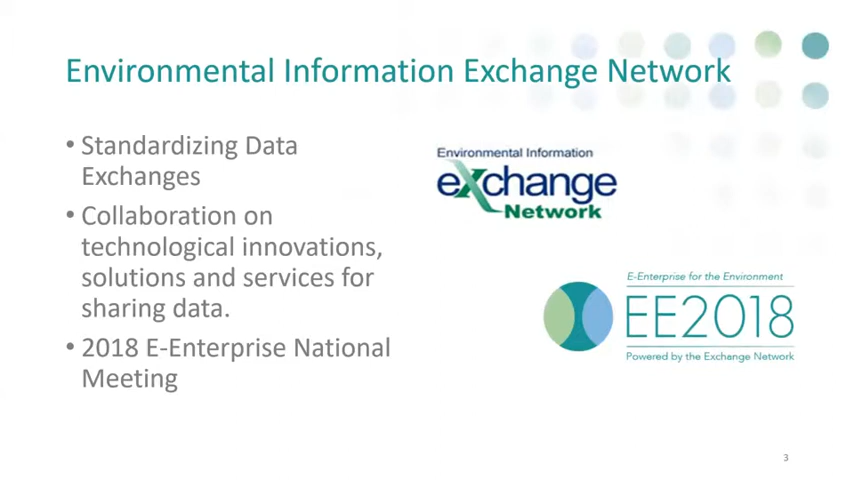 Environmental Information Exchange Network
• Standardizing Data
Exchanges
• Collaboration on
technological innovations,
solutions and services for
sharing data.
• 2018 E-Enterprise National
Meeting
Environmental Information
eXchange
Network
E-Enterprise for the Environment
EE2018
Powered by the Exchange Network
3